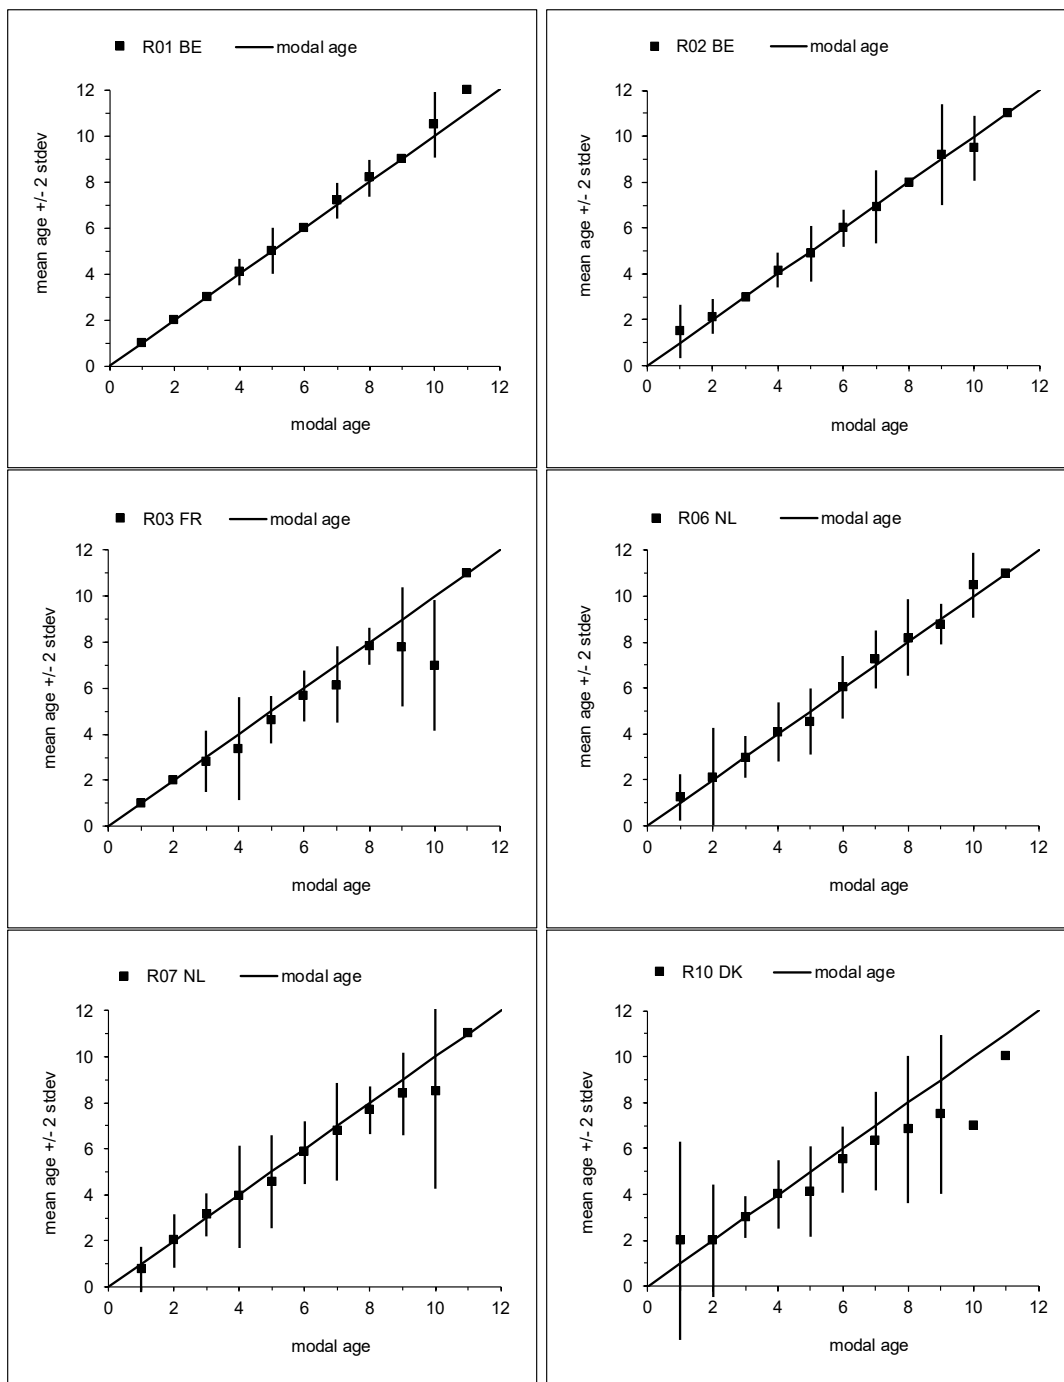 R01 BE modal age
mean age +/- 2 stdev
12
10
8
6
4
2
0
0 2 4 6 8 10 12
modal age
R02 BE modal age
mean age +/- 2 stdev
12
10
8
6
4
2
0
0 2 4 6 8 10 12
modal age
R03 FR modal age
mean age +/- 2 stdev
12
10
8
6
4
2
0
0 2 4 6 8 10 12
modal age
R06 NL modal age
mean age +/- 2 stdev
12
10
8
6
4
2
0
0 2 4 6 8 10 12
modal age
R07 NL modal age
mean age +/- 2 stdev
12
10
8
6
4
2
0
0 2 4 6 8 10 12
modal age
R10 DK modal age
mean age +/- 2 stdev
12
10
8
6
4
2
0
0 2 4 6 8 10 12
modal age